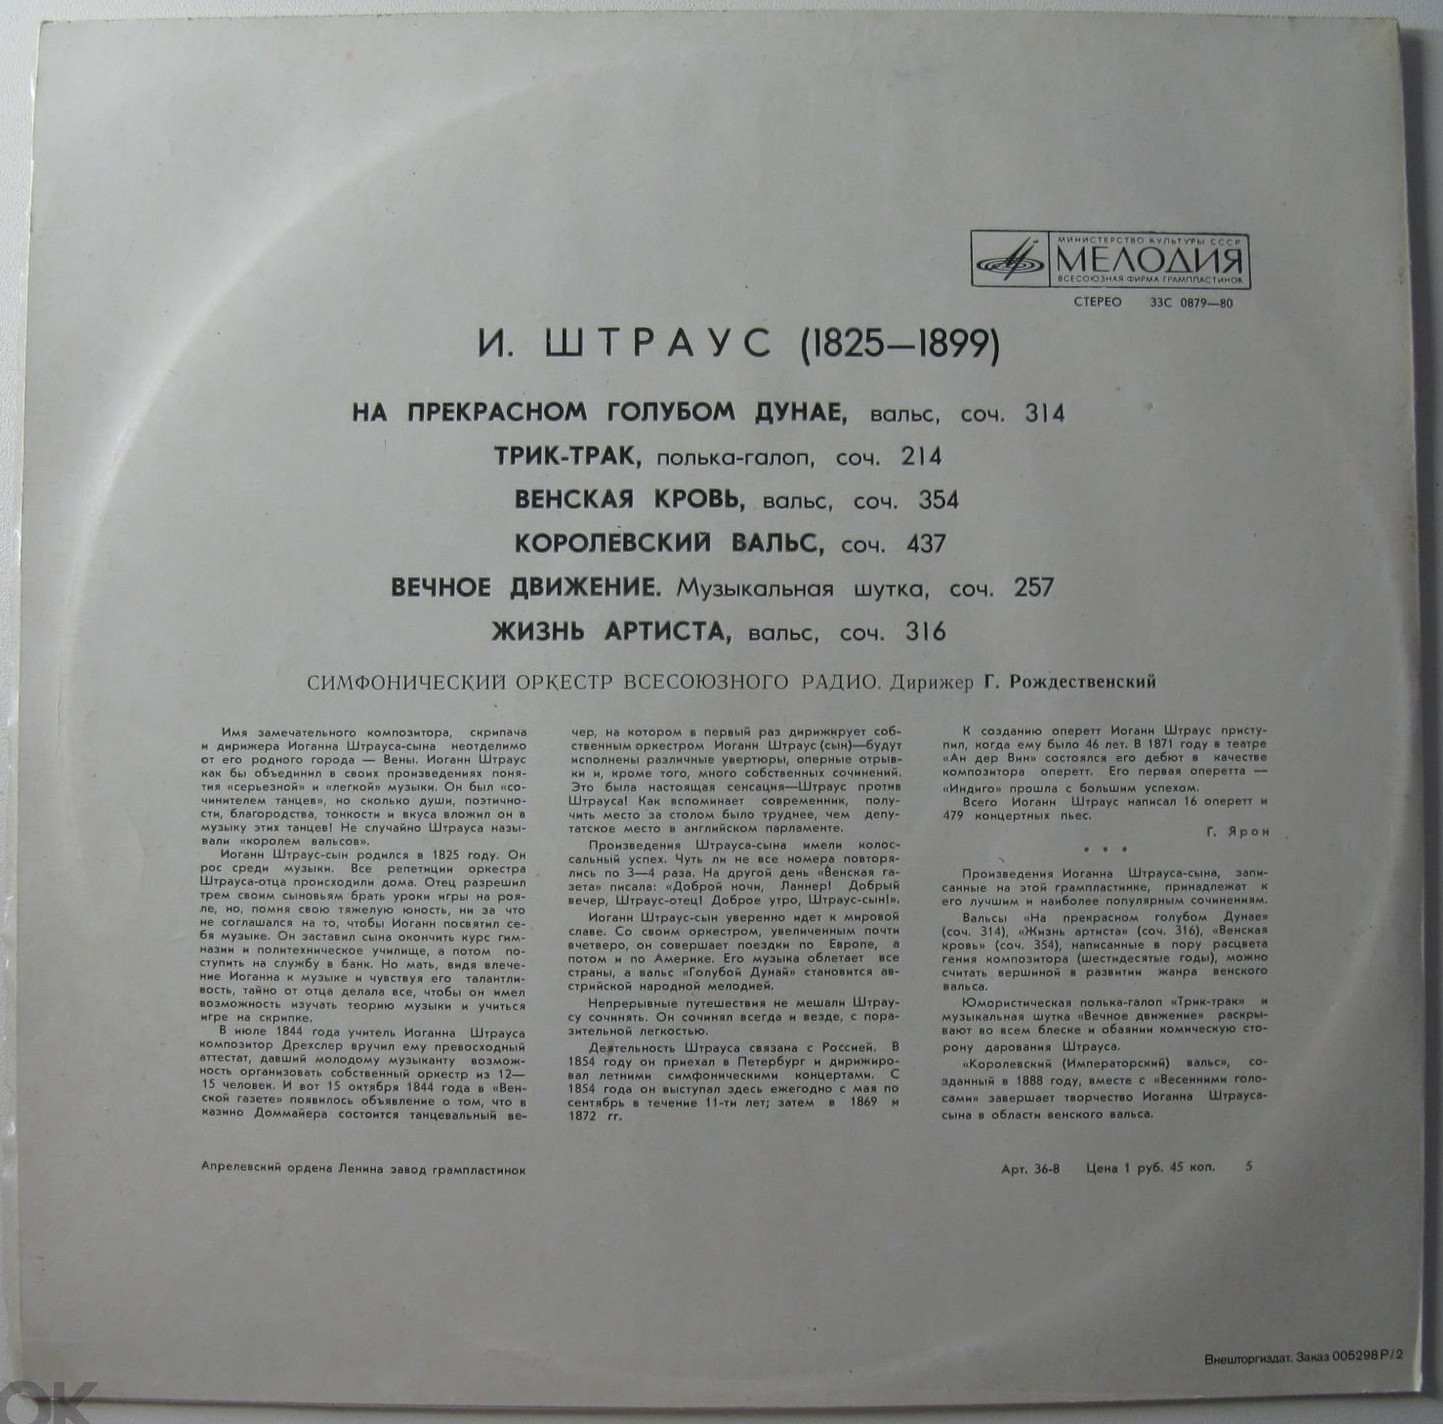 МИНИСТЕРСТВО КУЛЬТУРЫ СССР
МЕЛОДИЯ
ВСЕСОЮЗНАЯ ФИРМА ГРАМПЛАСТИНОК
СТЕРЕО 33С 0879—80
И. ШТРАУС (1825—1899)
НА ПРЕКРАСНОМ ГОЛУБОМ ДУНАЕ, вальс, соч. 314
ТРИК-ТРАК, полька-галоп, соч. 214
ВЕНСКАЯ КРОВЬ, вальс, соч. 354
КОРОЛЕВСКИЙ ВАЛЬС, соч. 437
ВЕЧНОЕ ДВИЖЕНИЕ. Музыкальная шутка, соч. 257
ЖИЗНЬ АРТИСТА, вальс, соч. 316
СИМФОНИЧЕСКИЙ ОРКЕСТР ВСЕСОЮЗНОГО РАДИО. Дирижер Г. Рождественский
Имя замечательного композитора, скрипача
и дирижера Иоганна Штрауса-сына неотделимо
от его родного города — Вены. Иоганн Штраус
как бы объединил в своих произведениях поня-
тия «серьезной» и «легкой» музыки. Он был «со-
чинителем танцев», но сколько души, поэтично-
сти, благородства, тонкости и вкуса вложил он в
музыку этих танцев! Не случайно Штрауса назы-
вали «королем вальсов».
Иоганн Штраус-сын родился в 1825 году. Он
рос среди музыки. Все репетиции оркестра
Штрауса-отца происходили дома. Отец разрешил
трем своим сыновьям брать уроки игры на роя-
ле, но, помня свою тяжелую юность, ни за что
не соглашался на то, чтобы Иоганн посвятил се-
бя музыке. Он заставил сына окончить курс гим-
назии и политехническое училище, а потом по-
ступить на службу в банк. Но мать, видя влече-
ние Иоганна к музыке и чувствуя его талантли-
вость, тайно от отца делала все, чтобы он имел
возможность изучать теорию музыки и учиться
игре на скрипке.
В июле 1844 года учитель Иоганна Штрауса
композитор Дрехслер вручил ему превосходный
аттестат, давший молодому музыканту возмож-
ность организовать собственный оркестр из 12—
15 человек. И вот 15 октября 1844 года в «Вен-
ской газете» появилось объявление о том, что в
казино Доммайера состоится танцевальный ве-
чер, на котором в первый раз дирижирует соб-
ственным оркестром Иоганн Штраус (сын)—будут
исполнены различные увертюры, оперные отрыв-
ки и, кроме того, много собственных сочинений.
Это была настоящая сенсация—Штраус против
Штрауса! Как вспоминает современник, полу-
чить место за столом было труднее, чем депу-
татское место в английском парламенте.
Произведения Штрауса-сына имели колос-
сальный успех. Чуть ли не все номера повторя-
лись по 3—4 раза. На другой день «Венская га-
зета» писала: «Доброй ночи, Ланнер! Добрый
вечер, Штраус-отец! Доброе утро, Штраус-сын!».
Иоганн Штраус-сын уверенно идет к мировой
славе. Со своим оркестром, увеличенным почти
вчетверо, он совершает поездки по Европе, а
потом и по Америке. Его музыка облетает все
страны, а вальс «Голубой Дунай» становится ав-
стрийской народной мелодией.
Непрерывные путешествия не мешали Штрау-
су сочинять. Он сочинял всегда и везде, с пора-
зительной легкостью.
Деятельность Штрауса связана с Россией. В
1854 году он приехал в Петербург и дирижиро-
вал летними симфоническими концертами. С
1854 года он выступал здесь ежегодно с мая по
сентябрь в течение 11-ти лет; затем в 1869 и
1872 гг.
К созданию оперетт Иоганн Штраус присту-
пил, когда ему было 46 лет. В 1871 году в театре
«Ан дер Вин» состоялся его дебют в качестве
композитора оперетт. Его первая оперетта —
«Индиго» прошла с большим успехом.
Всего Иоганн Штраус написал 16 оперетт и
479 концертных пьес.
Г. Ярон
• • •
Произведения Иоганна Штрауса-сына, запи-
санные на этой грампластинке, принадлежат к
его лучшим и наиболее популярным сочинениям.
Вальсы «На прекрасном голубом Дунае»
(соч. 314), «Жизнь артиста» (соч. 316), «Венская
кровь» (соч. 354), написанные в пору расцвета
гения композитора (шестидесятые годы), можно
считать вершиной в развитии жанра венского
вальса.
Юмористическая полька-галоп «Трик-трак» и
музыкальная шутка «Вечное движение» раскры-
вают во всем блеске и обаянии комическую сто-
рону дарования Штрауса.
«Королевский (Императорский) вальс», со-
зданный в 1888 году, вместе с «Весенними голо-
сами» завершает творчество Иоганна Штрауса-
сына в области венского вальса.
Апрелевский ордена Ленина завод грампластинок
Арт. 36-8 Цена 1 руб. 45 коп. 5
Внешторгиздат. Заказ 005298Р/2
OK